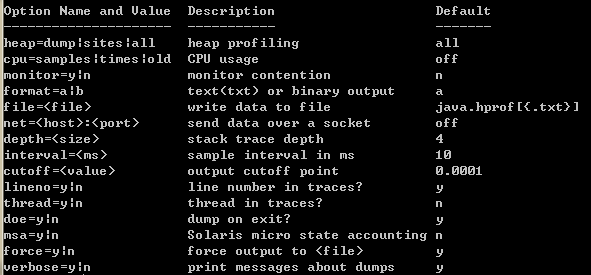 Option Name and Value  Description                    Default
---------------------  -----------                    -------
heap=dump|sites|all    heap profiling                 all
cpu=samples|times|old  CPU usage                      off
monitor=y|n            monitor contention             n
format=a|b             text(txt) or binary output     a
file=<file>            write data to file             java.hprof[{.txt}]
net=<host>:<port>      send data over a socket        off
depth=<size>           stack trace depth              4
interval=<ms>          sample interval in ms          10
cutoff=<value>         output cutoff point            0.0001
lineno=y|n             line number in traces?         y
thread=y|n             thread in traces?              n
doe=y|n                dump on exit?                  y
msa=y|n                Solaris micro state accounting n
force=y|n              force output to <file>         y
verbose=y|n            print messages about dumps     y